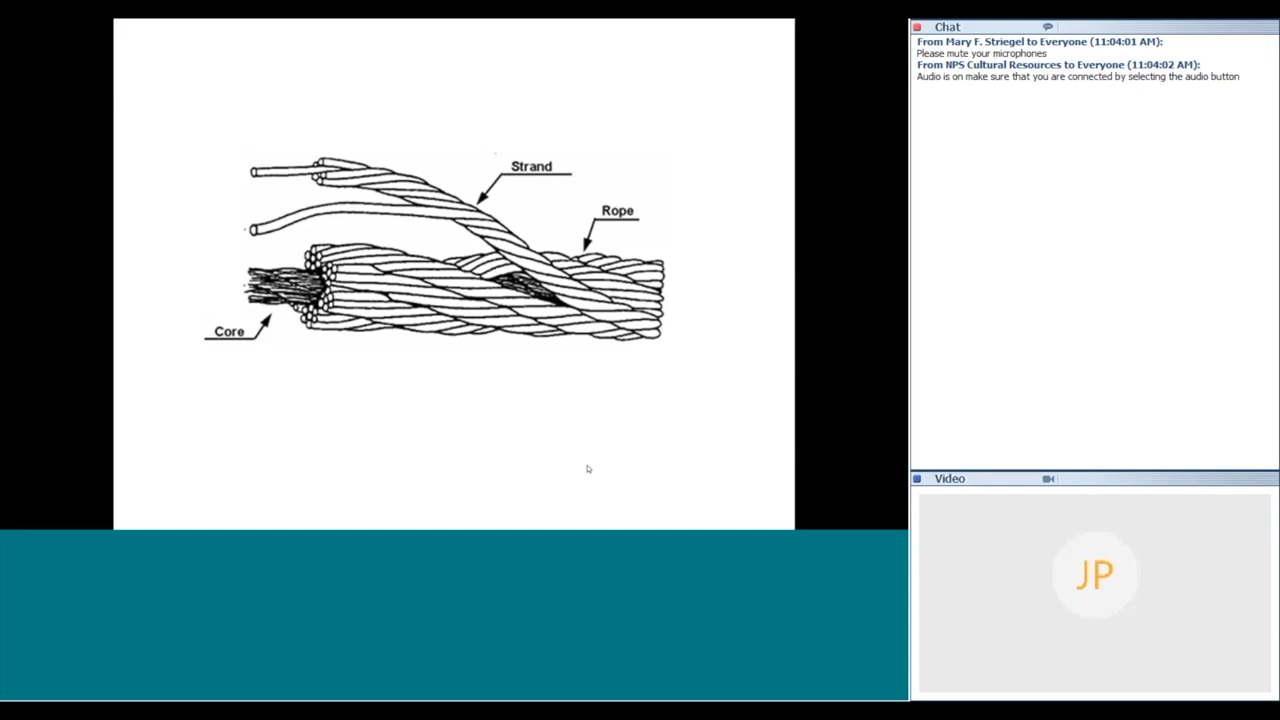 Strand
Rope
Core
Chat
From Mary F. Striegel to Everyone (11:04:01 AM):
Please mute your microphones
From NPS Cultural Resources to Everyone (11:04:02 AM):
Audio is on make sure that you are connected by selecting the audio button
Video
JP